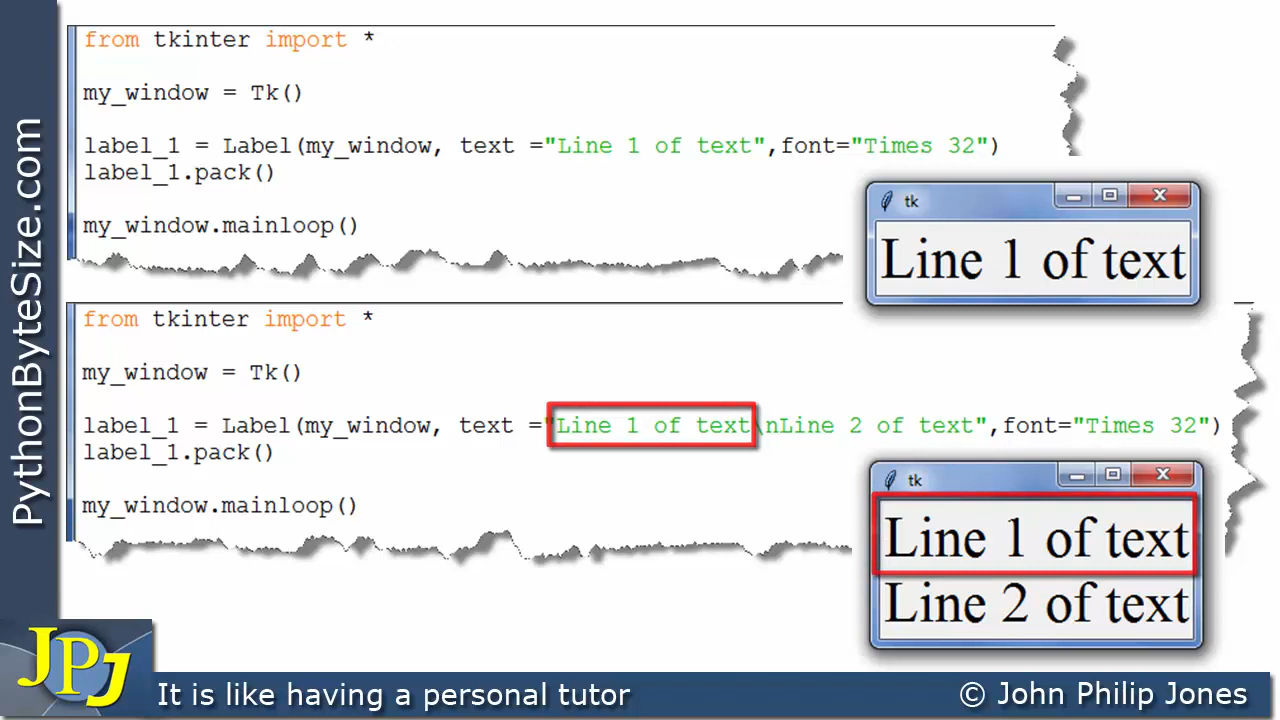 PythonByteSize.com
from tkinter import *
my_window = Tk()
label_1 = Label(my_window, text ="Line 1 of text",font="Times 32")
label_1.pack()
my_window.mainloop()
tk
Line 1 of text
from tkinter import *
my_window = Tk()
label_1 = Label(my_window, text ="Line 1 of text\nLine 2 of text",font="Times 32")
label_1.pack()
my_window.mainloop()
tk
Line 1 of text
Line 2 of text
JPJ
It is like having a personal tutor
© John Philip Jones